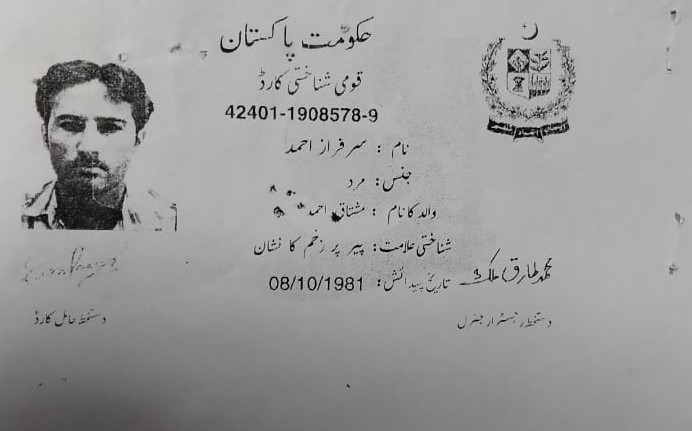 حکومت پاکستان
قومی شناختی کارڈ
42401-1908578-9
نام : سرفراز احمد
جنس: مرد
والد کا نام : مشتاق احمد
شناختی علامت: پیر پر زخم کا نشان
تاریخ پیدائش: 08/10/1981
محمد طارق ملک
دستخط رجسٹرار جنرل
دستخط حامل کارڈ